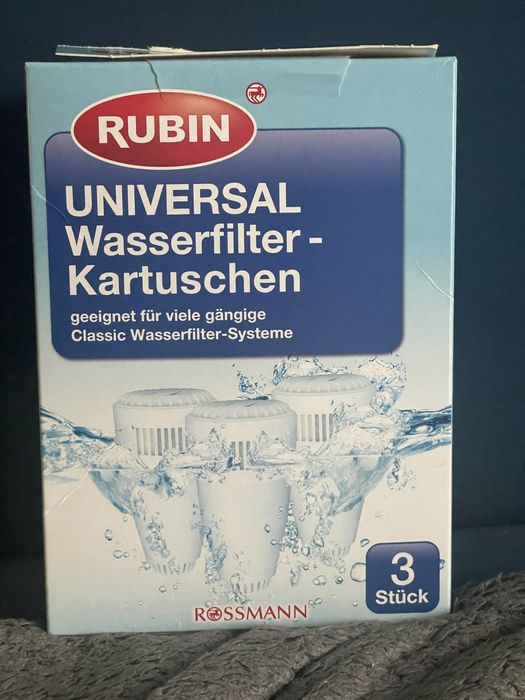 RUBIN
UNIVERSAL
Wasserfilter-
Kartuschen
geeignet für viele gängige
Classic Wasserfilter-Systeme
3
Stück
ROSSMANN